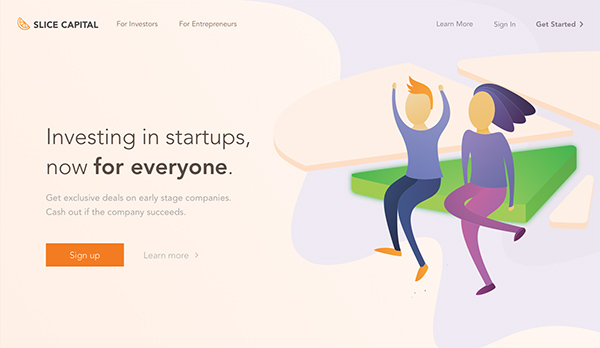 SLICE CAPITAL For Investors For Entrepreneurs Learn More Sign In Get Started >
Investing in startups,
now for everyone.
Get exclusive deals on early stage companies.
Cash out if the company succeeds.
Sign up Learn more >